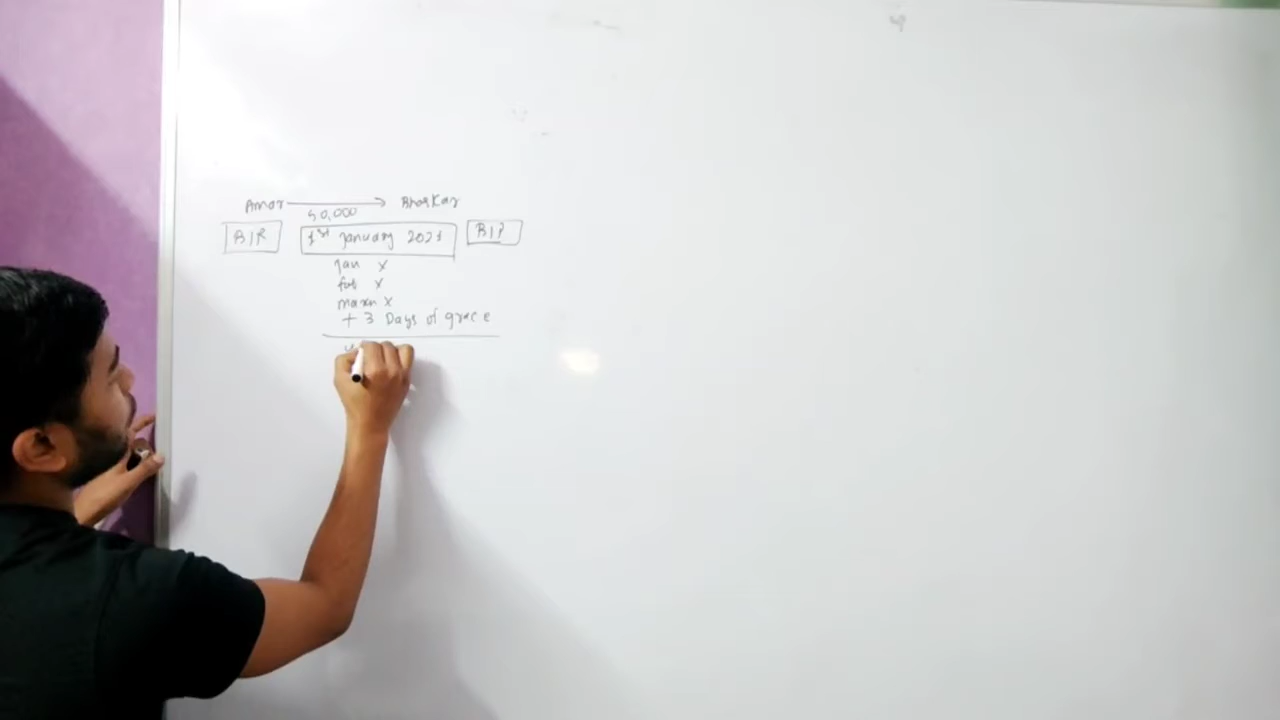 Amar → Bhaskar
50,000
B/R 1st January 2021 B/P
Jan x
feb x
march x
+ 3 Days of grace